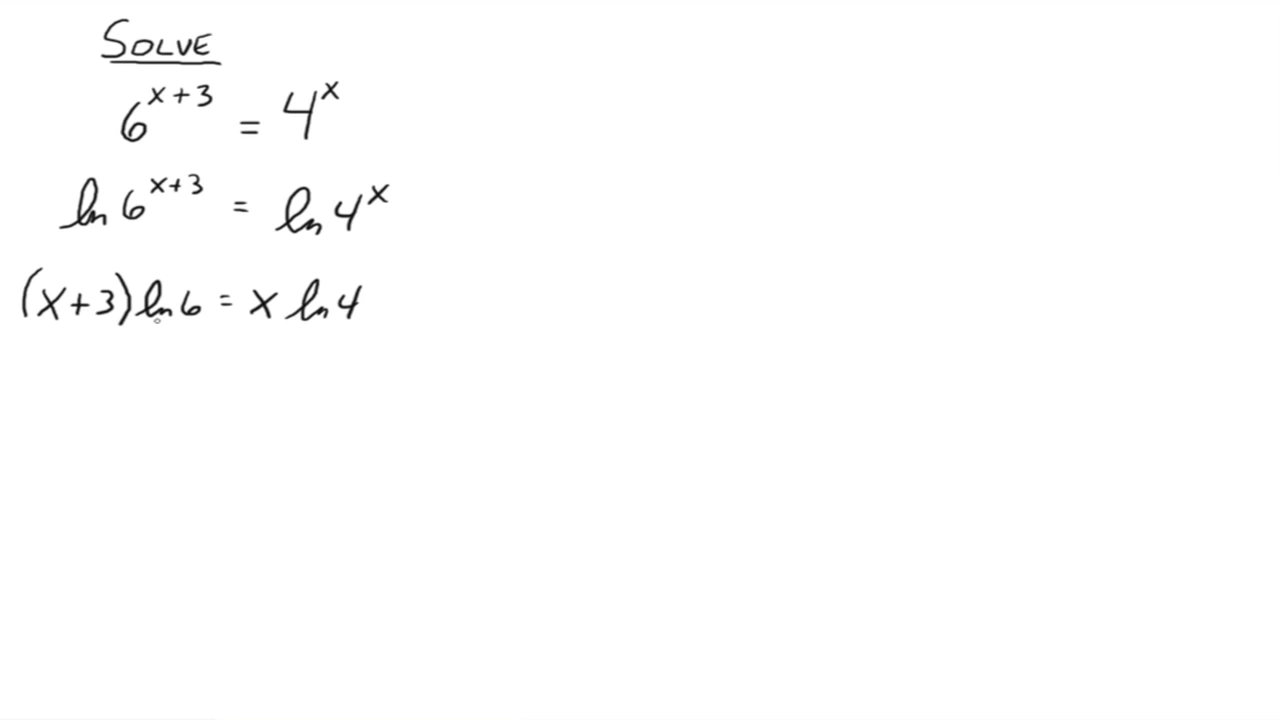 SOLVE
6^{x+3} = 4^x
ln 6^{x+3} = ln 4^x
(x+3) ln 6 = x ln 4